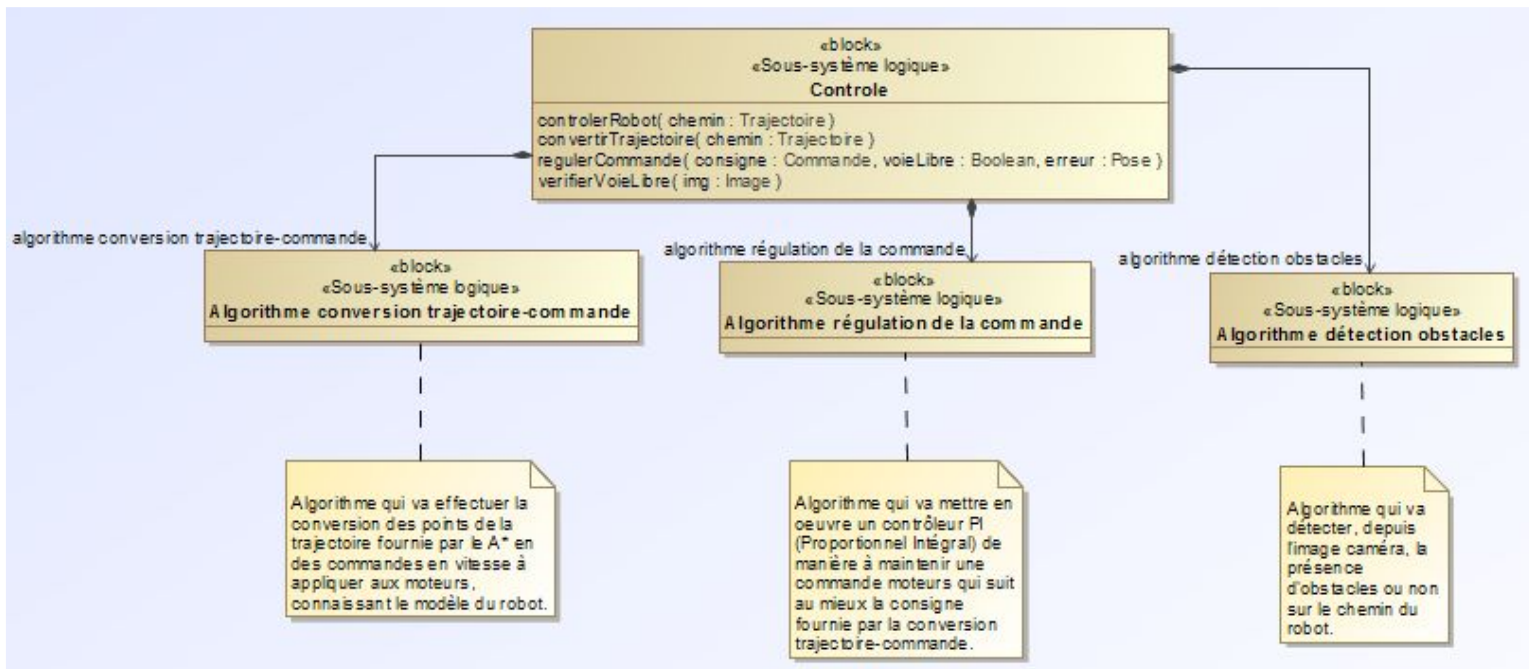 «block»
«Sous-système logique»
Controle
controlerRobot( chemin : Trajectoire )
convertirTrajectoire( chemin : Trajectoire )
regulerCommande( consigne : Commande, voieLibre : Boolean, erreur : Pose )
verifierVoieLibre( img : Image )
algorithme conversion trajectoire-commande
«block»
«Sous-système logique»
Algorithme conversion trajectoire-commande
algorithme régulation de la commande
«block»
«Sous-système logique»
Algorithme régulation de la commande
algorithme détection obstacles
«block»
«Sous-système logique»
Algorithme détection obstacles
Algorithme qui va effectuer la
conversion des points de la
trajectoire fournie par le A* en
des commandes en vitesse à
appliquer aux moteurs,
connaissant le modèle du robot.
Algorithme qui va mettre en
oeuvre un contrôleur PI
(Proportionnel Intégral) de
manière à maintenir une
commande moteurs qui suit
au mieux la consigne
fournie par la conversion
trajectoire-commande.
Algorithme qui va
détecter, depuis
l'image caméra, la
présence
d'obstacles ou non
sur le chemin du
robot.